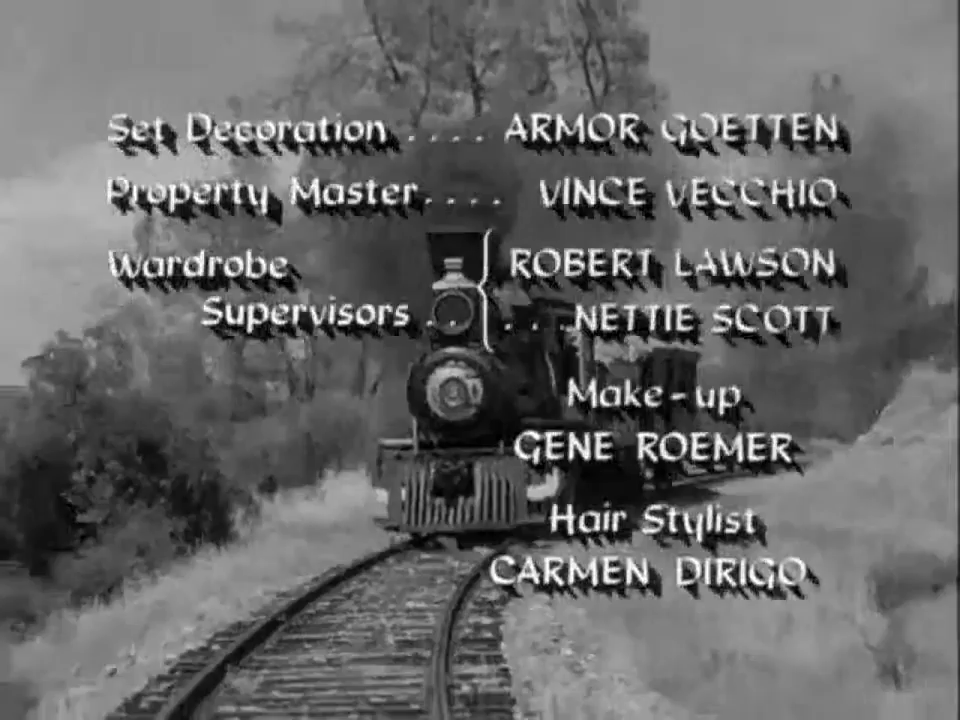 Set Decoration .... ARMOR GOETTEN
Property Master.... VINCE VECCHIO
Wardrobe ROBERT LAWSON
Supervisors .. ...NETTIE SCOTT
Make-up
GENE ROEMER
Hair Stylist
CARMEN DIRIGO